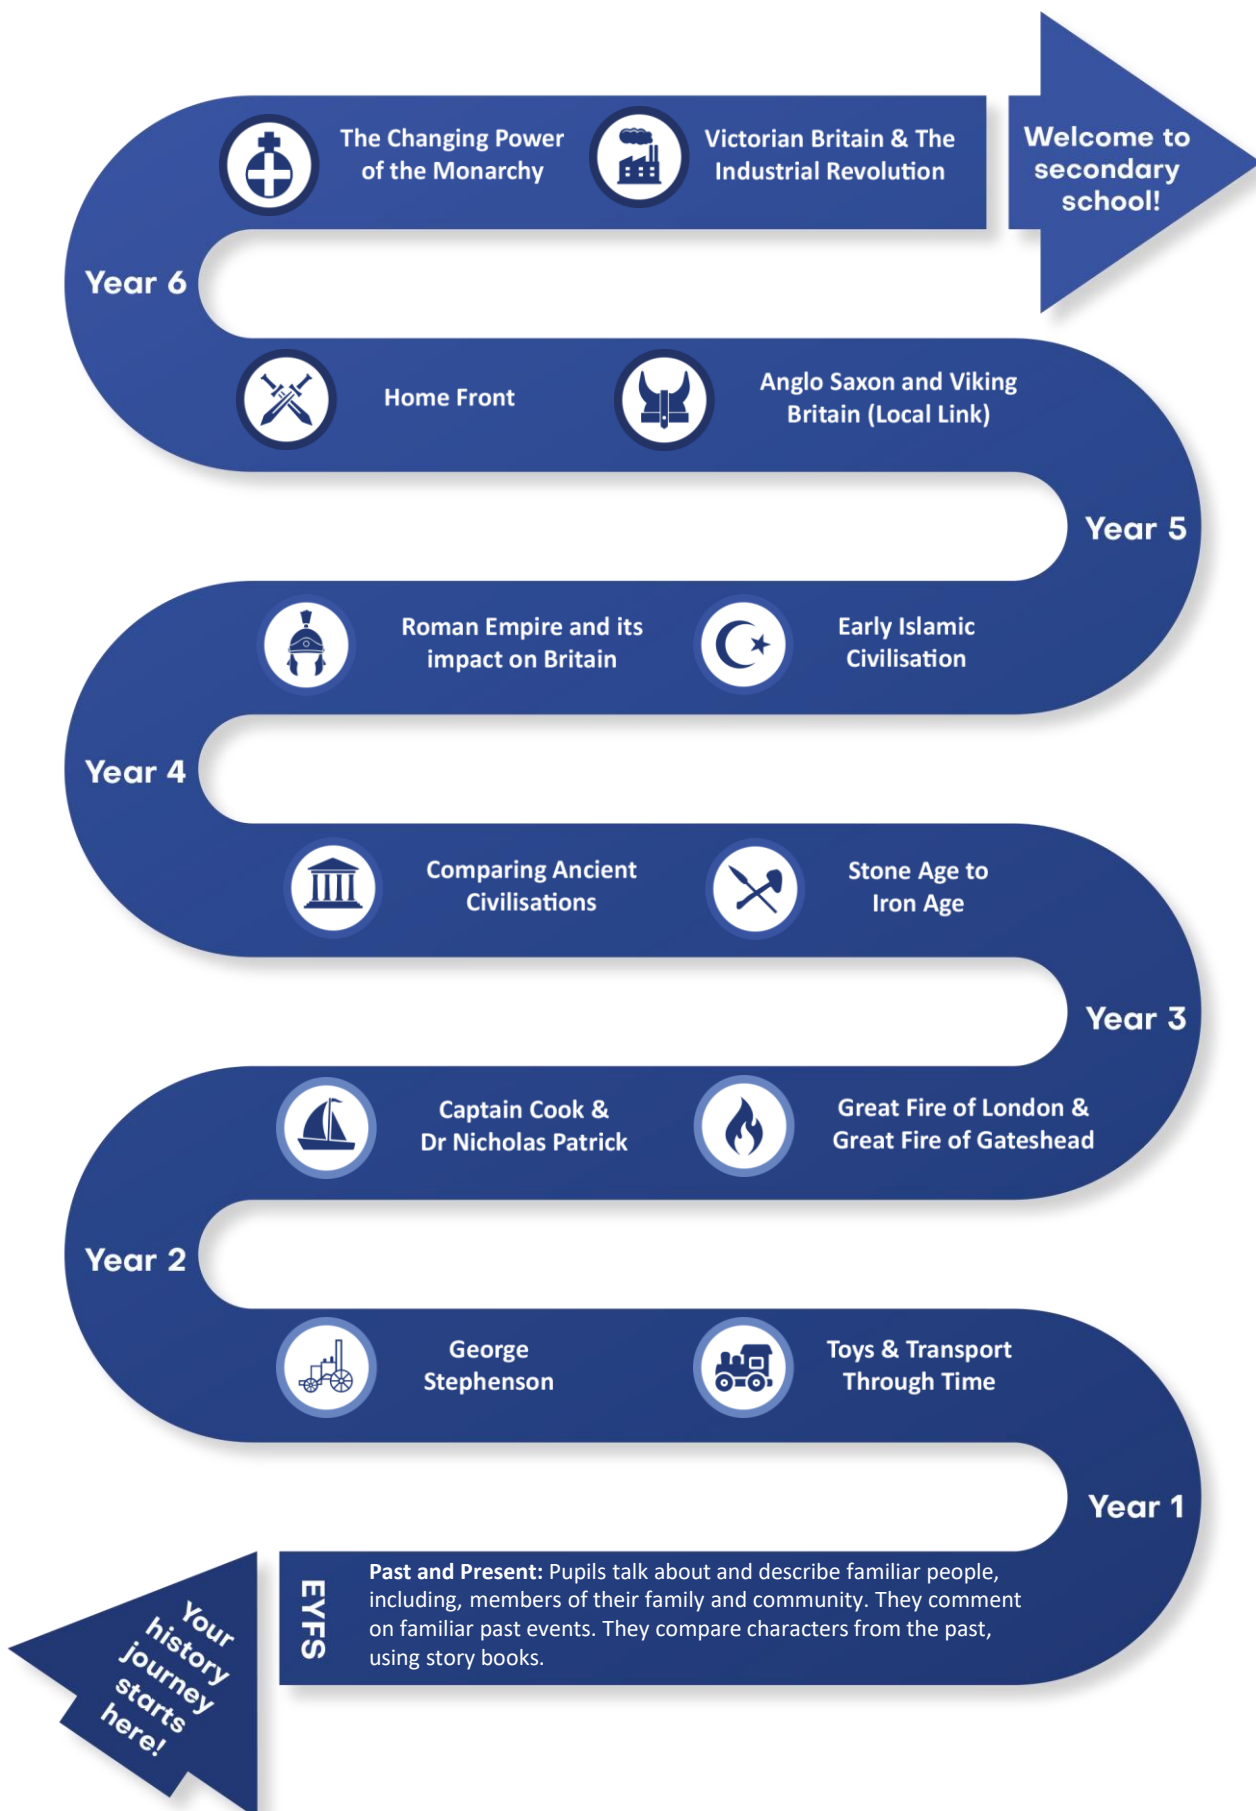 The Changing Power
of the Monarchy
Victorian Britain & The
Industrial Revolution
Welcome to
secondary
school!
Year 6
Home Front
Anglo Saxon and Viking
Britain (Local Link)
Year 5
Roman Empire and its
impact on Britain
Early Islamic
Civilisation
Year 4
Comparing Ancient
Civilisations
Stone Age to
Iron Age
Year 3
Captain Cook &
Dr Nicholas Patrick
Great Fire of London &
Great Fire of Gateshead
Year 2
George
Stephenson
Toys & Transport
Through Time
Year 1
EYFS
Past and Present: Pupils talk about and describe familiar people,
including, members of their family and community. They comment
on familiar past events. They compare characters from the past,
using story books.
Your
history
journey
starts
here!